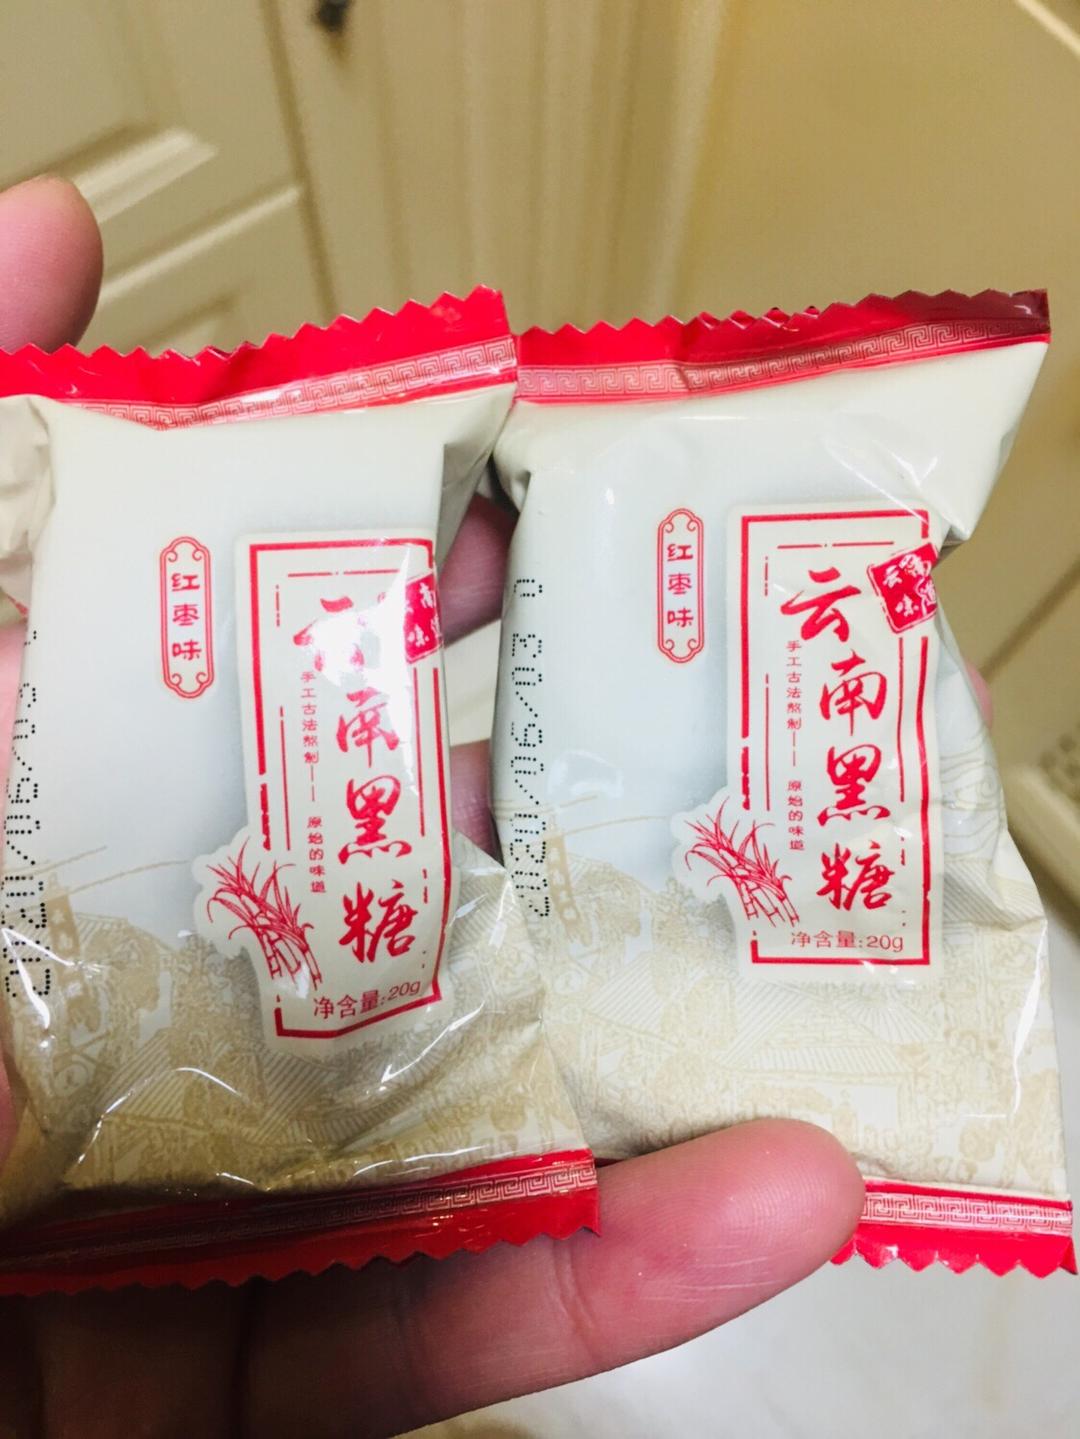 红枣味
云南黑糖
手工古法熬制——原始的味道
净含量:20g
红枣味
云南黑糖
手工古法熬制——原始的味道
净含量:20g